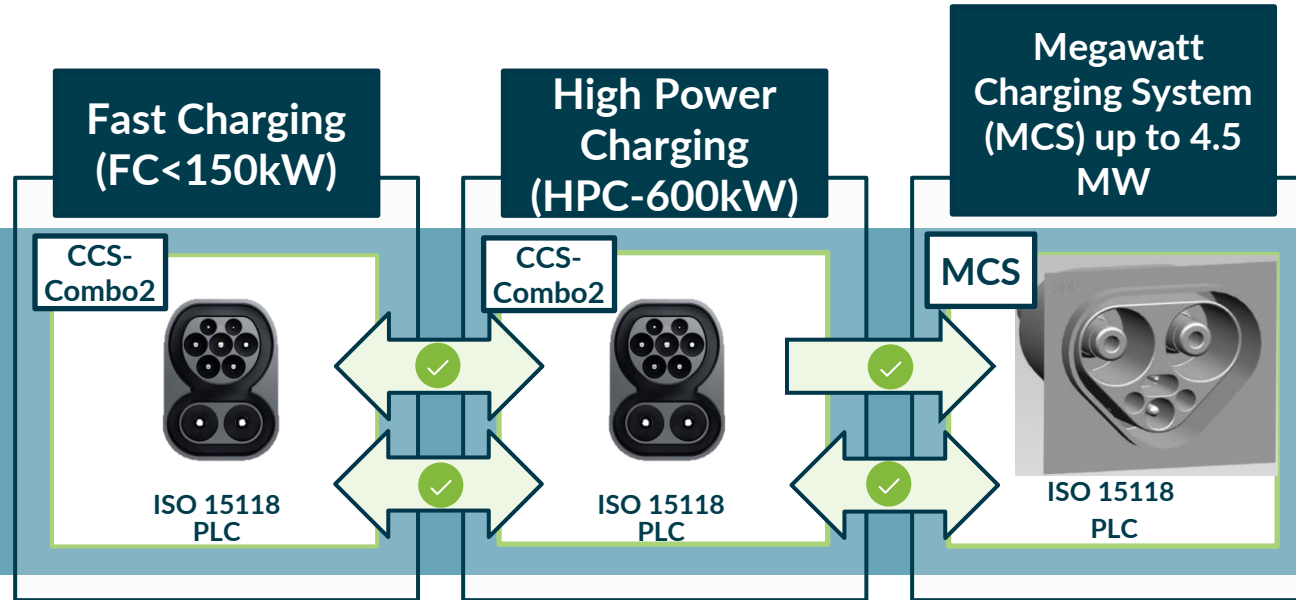 Fast Charging
(FC<150kW)
High Power
Charging
(HPC-600kW)
Megawatt
Charging System
(MCS) up to 4.5
MW
CCS-
Combo2
ISO 15118
PLC
CCS-
Combo2
ISO 15118
PLC
MCS
ISO 15118
PLC